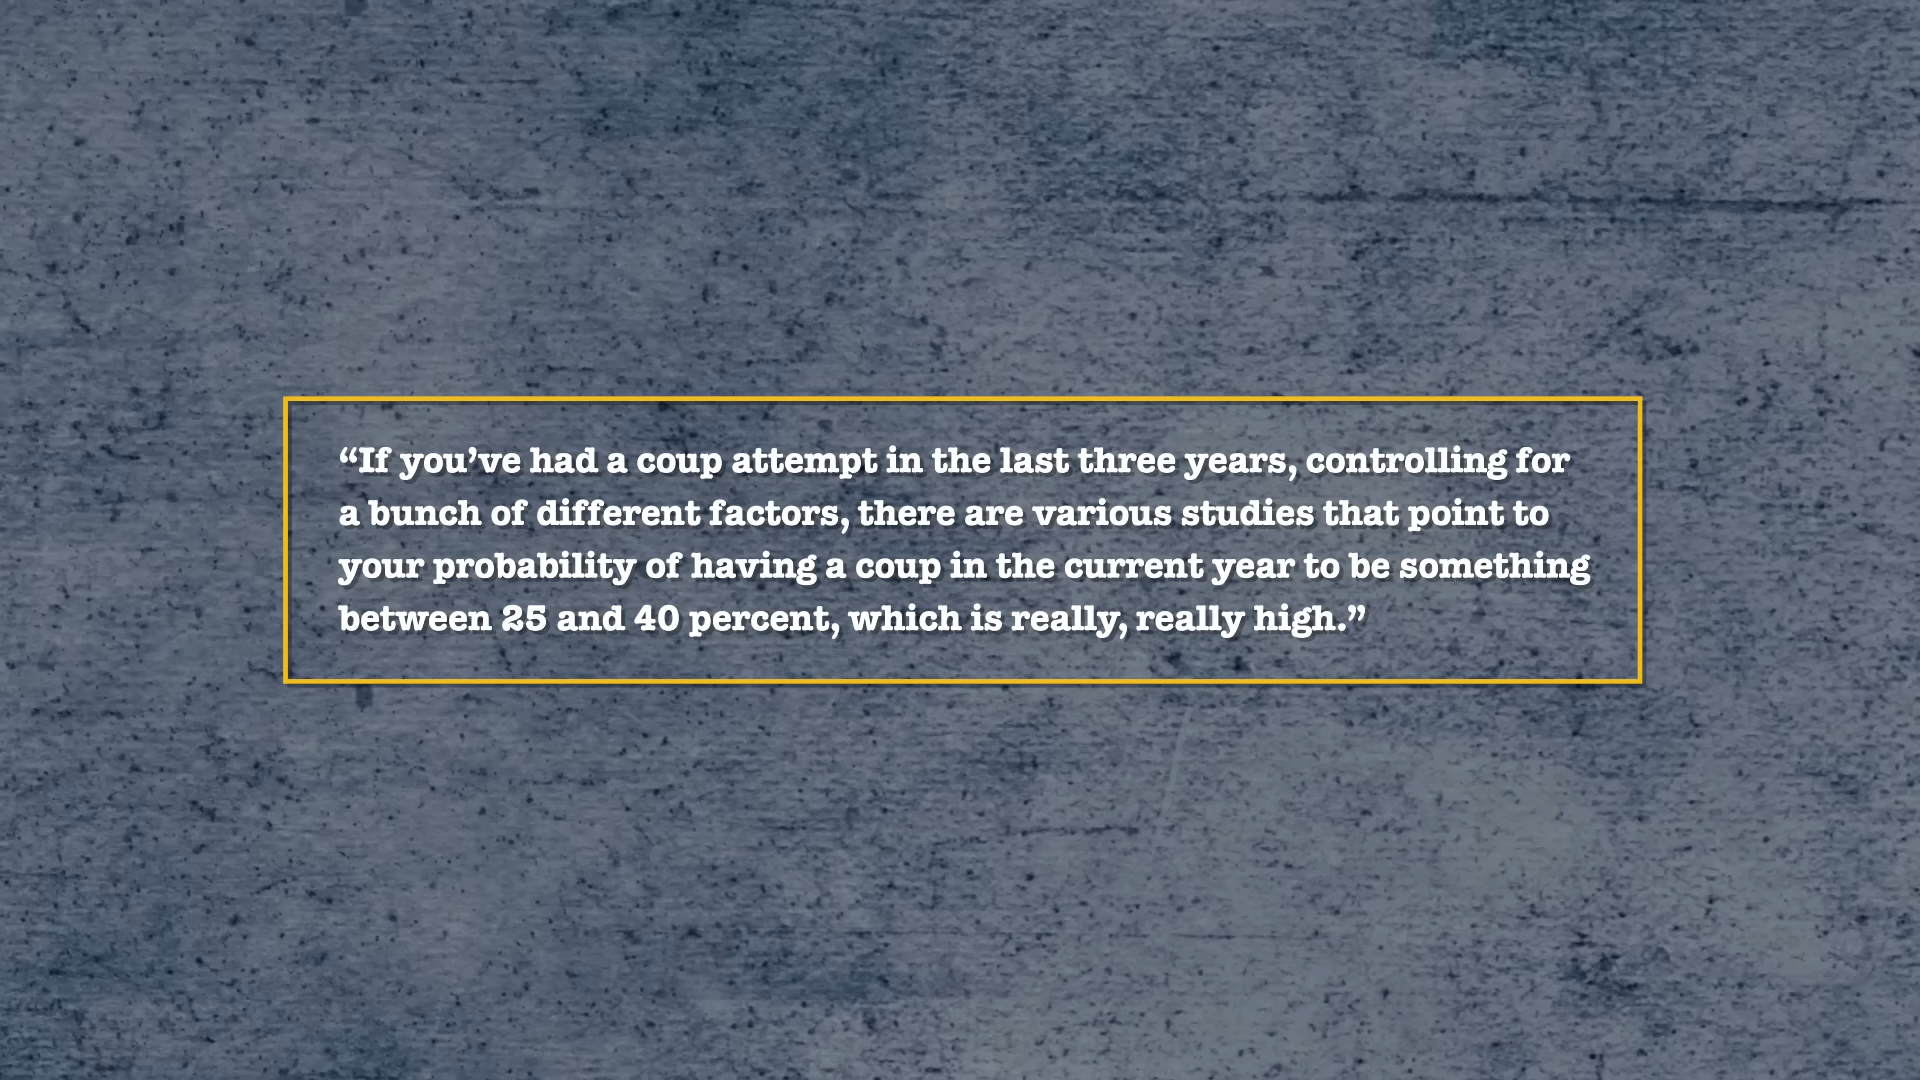 “If you’ve had a coup attempt in the last three years, controlling for
a bunch of different factors, there are various studies that point to
your probability of having a coup in the current year to be something
between 25 and 40 percent, which is really, really high.”